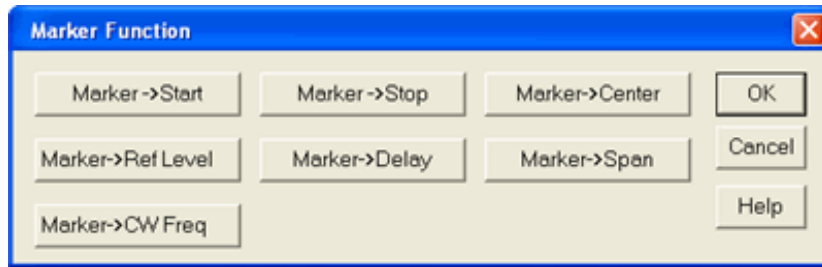 Marker Function
Marker->Start
Marker->Stop
Marker->Center
OK
Marker->Ref Level
Marker->Delay
Marker->Span
Cancel
Marker->CW Freq
Help